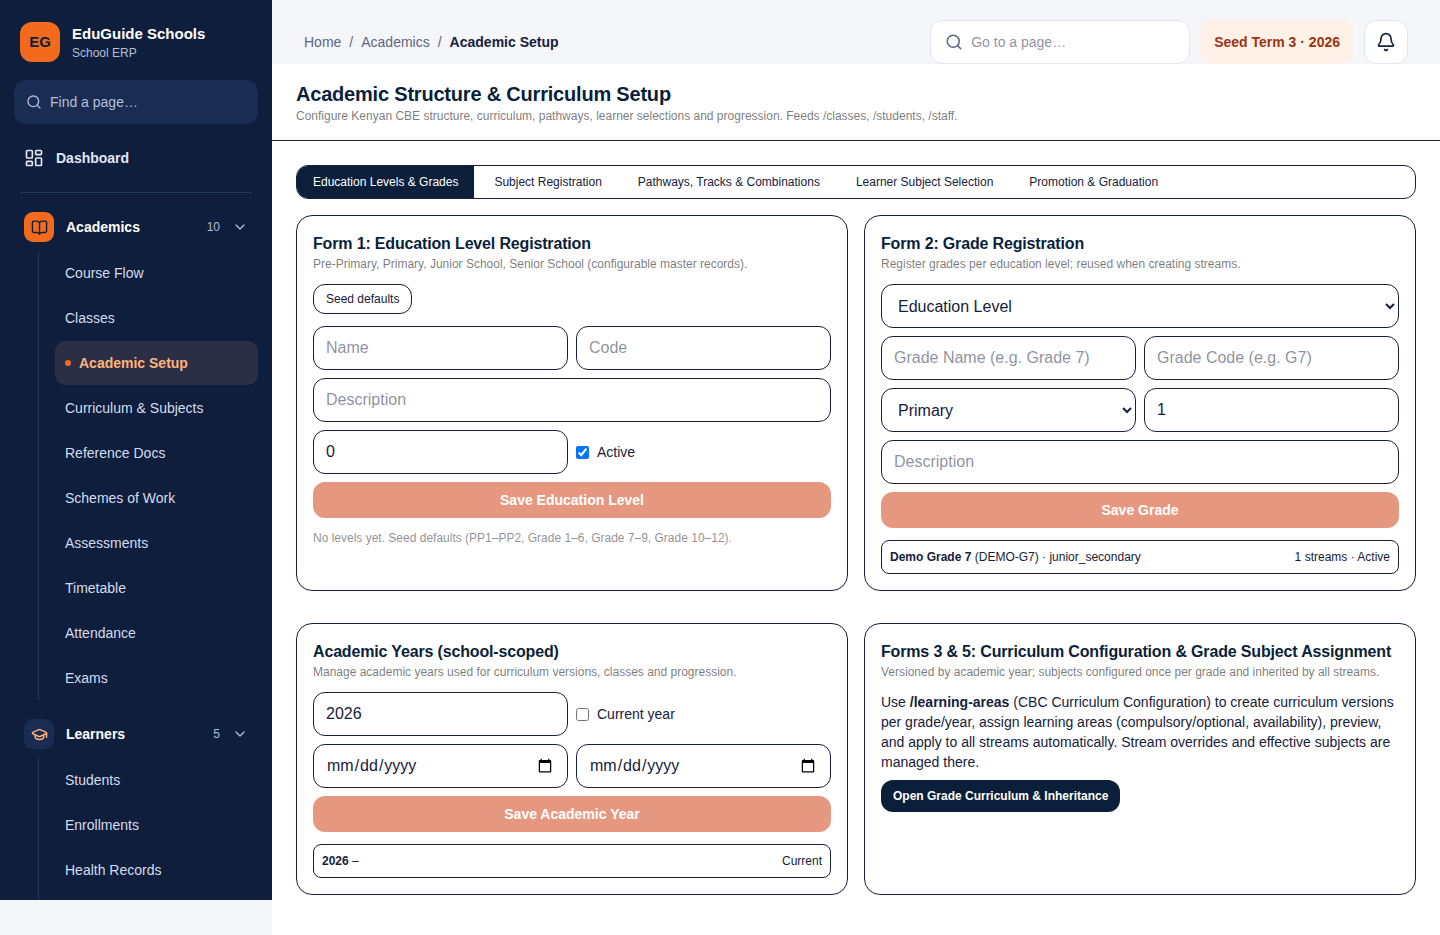 EG
EduGuide Schools
School ERP
Find a page…
Dashboard
Academics 10
Course Flow
Classes
Academic Setup
Curriculum & Subjects
Reference Docs
Schemes of Work
Assessments
Timetable
Attendance
Exams
Learners 5
Students
Enrollments
Health Records
Home / Academics / Academic Setup
Go to a page…
Seed Term 3 · 2026
Academic Structure & Curriculum Setup
Configure Kenyan CBE structure, curriculum, pathways, learner selections and progression. Feeds /classes, /students, /staff.
Education Levels & Grades Subject Registration Pathways, Tracks & Combinations Learner Subject Selection Promotion & Graduation
Form 1: Education Level Registration
Pre-Primary, Primary, Junior School, Senior School (configurable master records).
Seed defaults
Name Code
Description
0 Active
Save Education Level
No levels yet. Seed defaults (PP1–PP2, Grade 1–6, Grade 7–9, Grade 10–12).
Form 2: Grade Registration
Register grades per education level; reused when creating streams.
Education Level
Grade Name (e.g. Grade 7) Grade Code (e.g. G7)
Primary 1
Description
Save Grade
Demo Grade 7 (DEMO-G7) · junior_secondary 1 streams · Active
Academic Years (school-scoped)
Manage academic years used for curriculum versions, classes and progression.
2026 Current year
mm/dd/yyyy mm/dd/yyyy
Save Academic Year
2026 – Current
Forms 3 & 5: Curriculum Configuration & Grade Subject Assignment
Versioned by academic year; subjects configured once per grade and inherited by all streams.
Use /learning-areas (CBC Curriculum Configuration) to create curriculum versions
per grade/year, assign learning areas (compulsory/optional, availability), preview,
and apply to all streams automatically. Stream overrides and effective subjects are
managed there.
Open Grade Curriculum & Inheritance